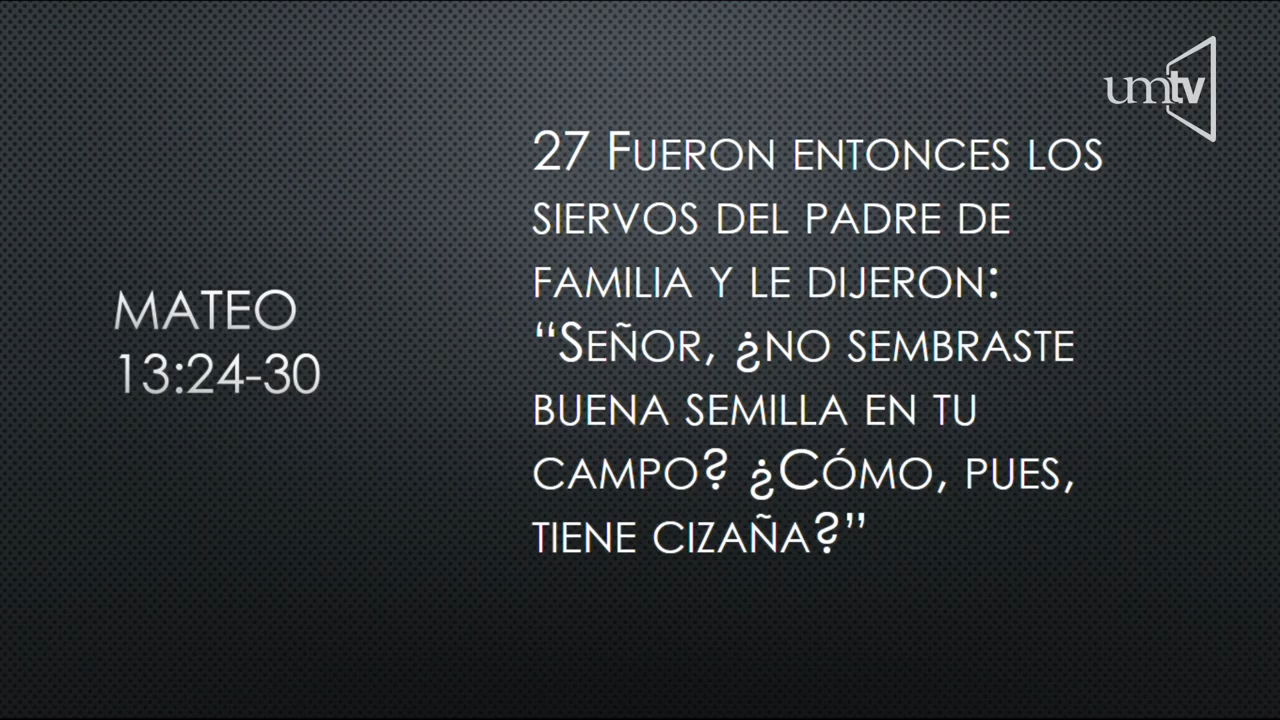 umtv
MATEO
13:24-30
27 FUERON ENTONCES LOS
SIERVOS DEL PADRE DE
FAMILIA Y LE DIJERON:
“SEÑOR, ¿NO SEMBRASTE
BUENA SEMILLA EN TU
CAMPO? ¿CÓMO, PUES,
TIENE CIZAÑA?”